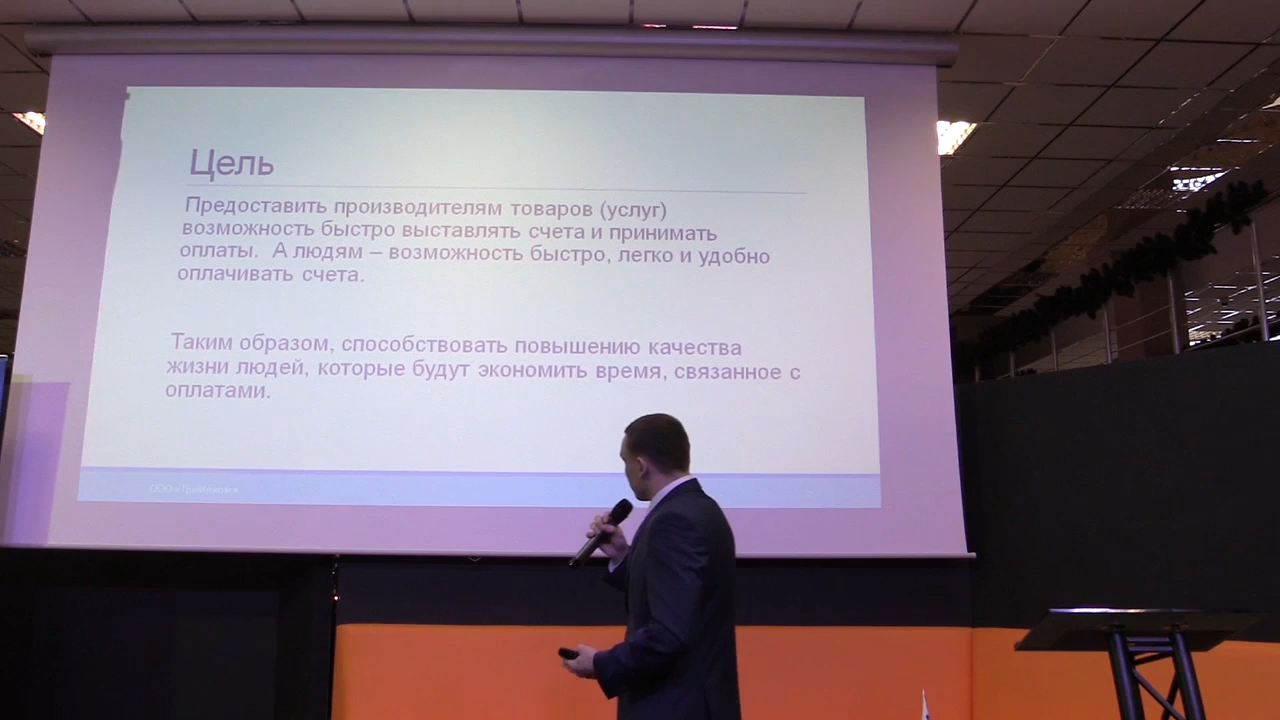 Цель
Предоставить производителям товаров (услуг)
возможность быстро выставлять счета и принимать
оплаты. А людям – возможность быстро, легко и удобно
оплачивать счета.
Таким образом, способствовать повышению качества
жизни людей, которые будут экономить время, связанное с
оплатами.
ООО